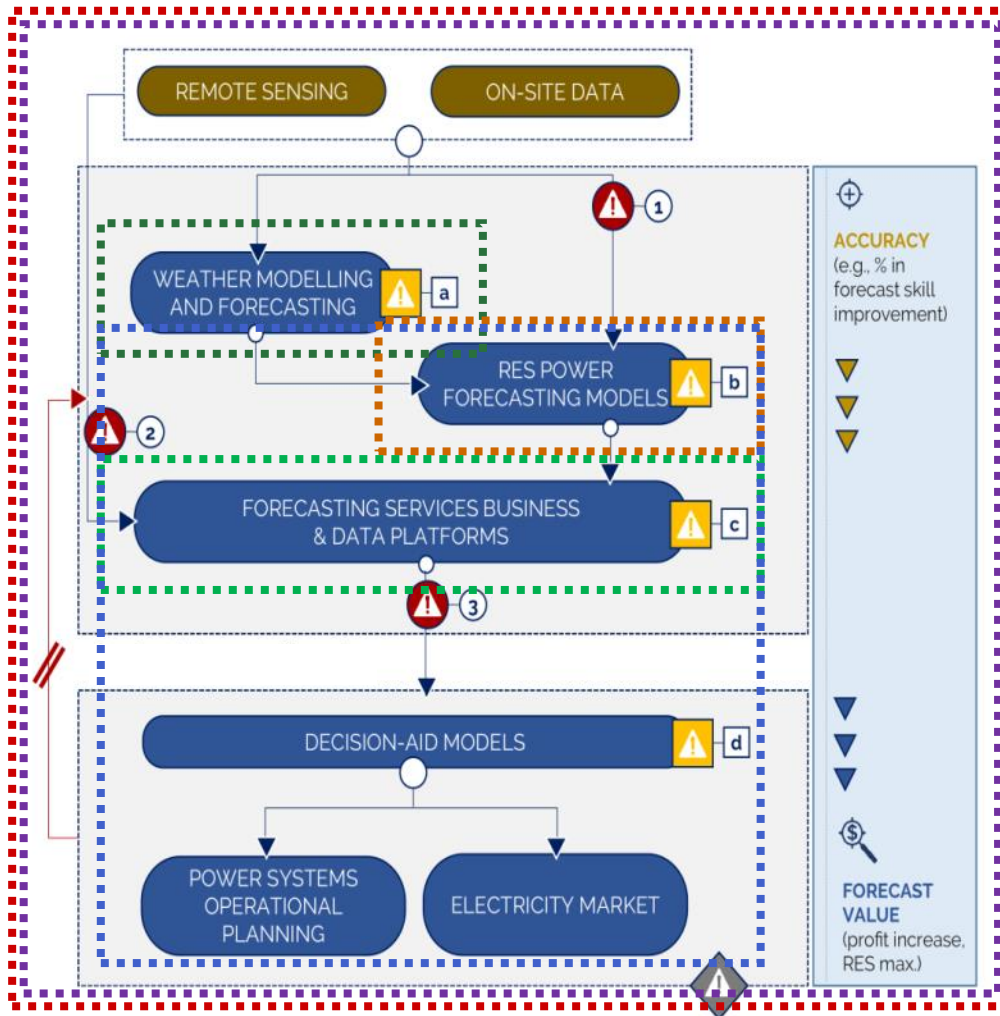 REMOTE SENSING
ON-SITE DATA
1
WEATHER MODELLING
AND FORECASTING
a
RES POWER
FORECASTING MODELS
b
2
FORECASTING SERVICES BUSINESS
& DATA PLATFORMS
c
3
DECISION-AID MODELS
d
POWER SYSTEMS
OPERATIONAL
PLANNING
ELECTRICITY MARKET
ACCURACY
(e.g., % in
forecast skill
improvement)
$
FORECAST
VALUE
(profit increase,
RES max.)